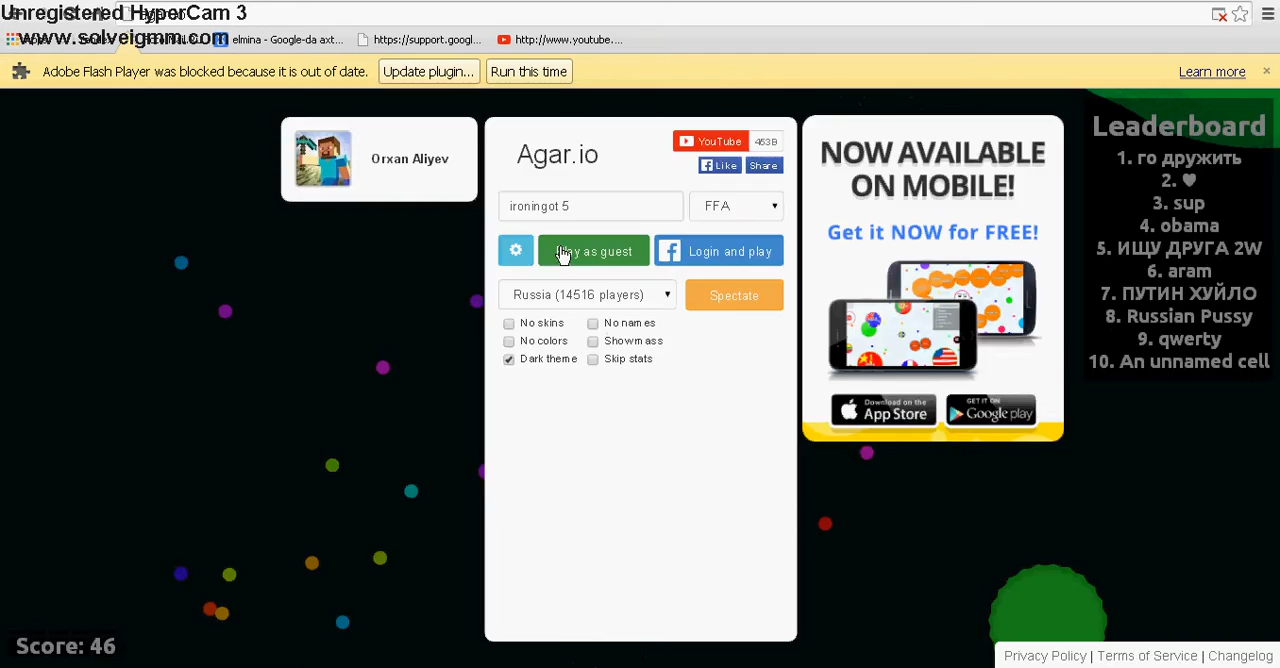 Unregistered HyperCam 3
www.solveigmm.com
elmina - Google-da axt...
https://support.googl...
http://www.youtube....
Adobe Flash Player was blocked because it is out of date.
Update plugin...
Run this time
Learn more
×
Orxan Aliyev
Agar.io
YouTube
453B
Like
Share
ironingot 5
FFA
Play as guest
Login and play
Russia (14516 players)
Spectate
No skins
No names
No colors
Show mass
Dark theme
Skip stats
NOW AVAILABLE
ON MOBILE!
Get it NOW for FREE!
Download on the
App Store
GET IT ON
Google play
Leaderboard
1. го дружить
2. ♥
3. sup
4. obama
5. ИЩУ ДРУГА 2W
6. aram
7. ПУТИН ХУЙЛО
8. Russian Pussy
9. qwerty
10. An unnamed cell
Score: 46
Privacy Policy | Terms of Service | Changelog